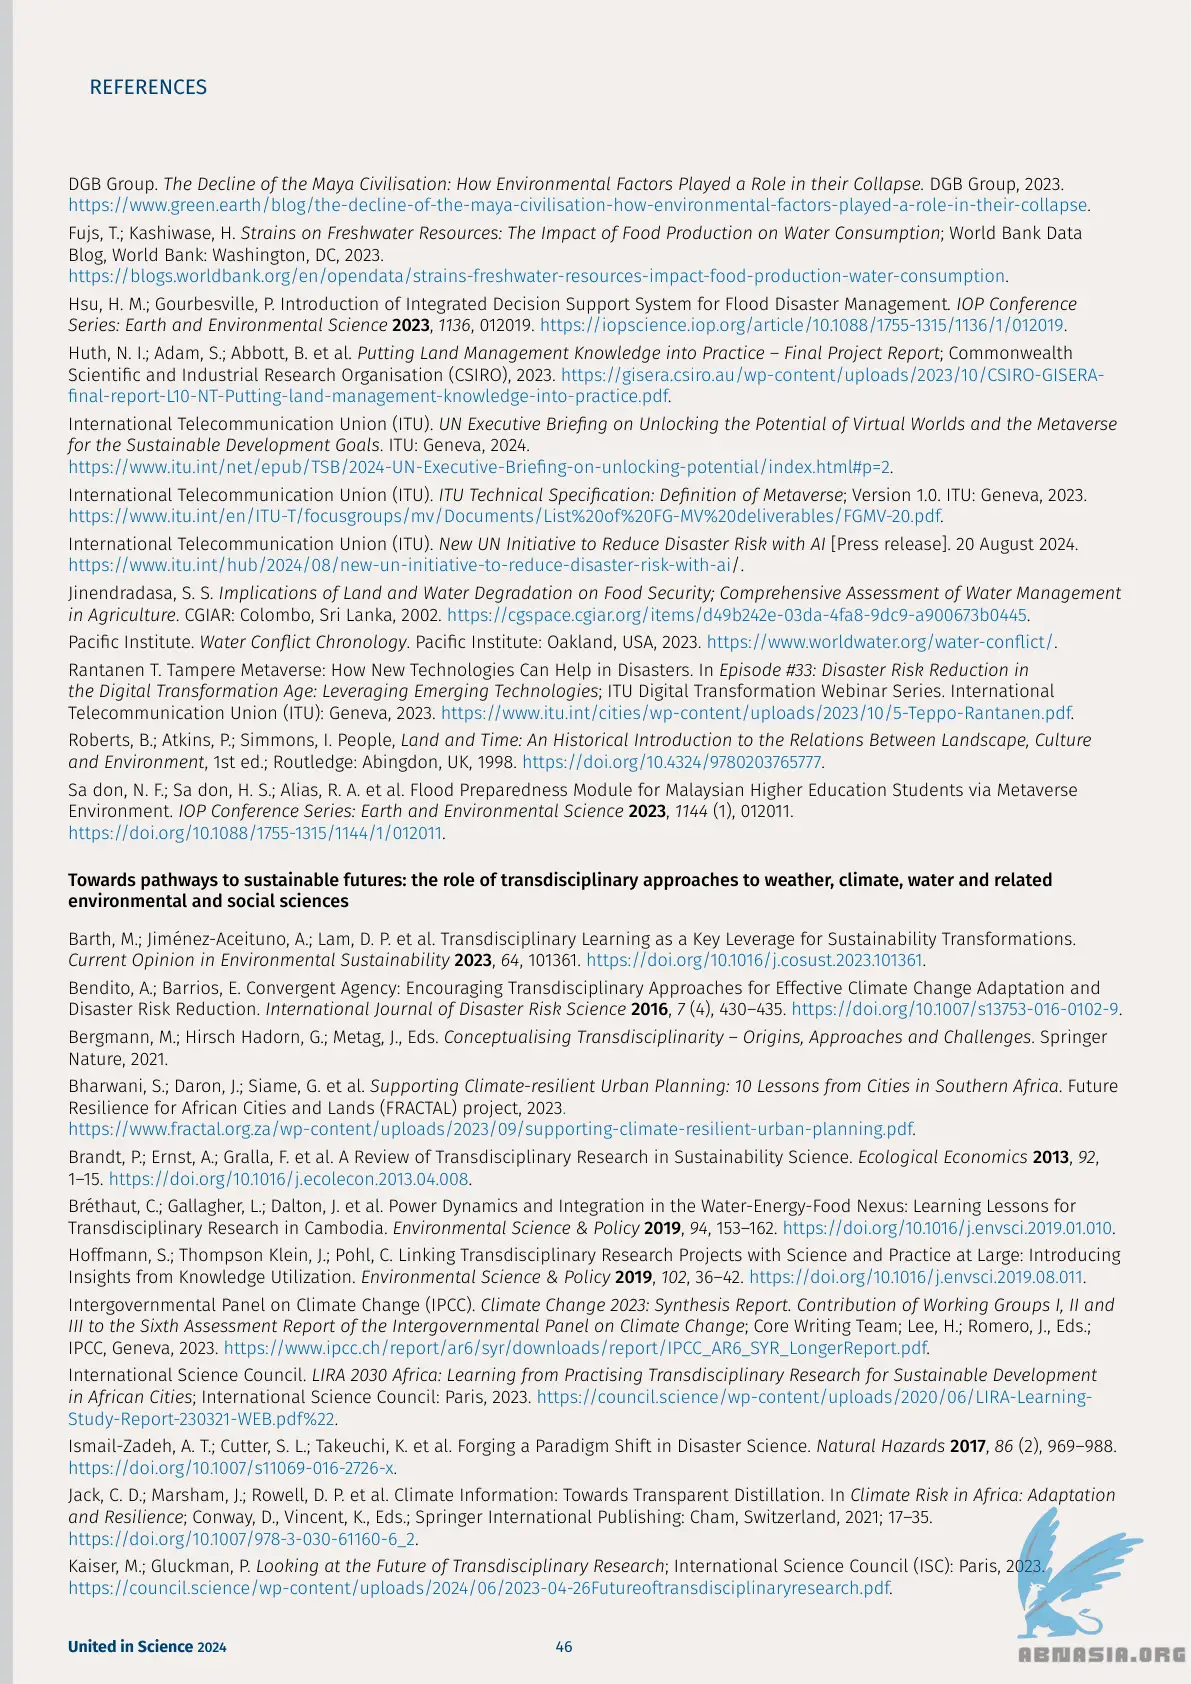 REFERENCES
DGB Group. The Decline of the Maya Civilisation: How Environmental Factors Played a Role in their Collapse. DGB Group, 2023.
https://www.green.earth/blog/the-decline-of-the-maya-civilisation-how-environmental-factors-played-a-role-in-their-collapse.
Fujs, T.; Kashiwase, H. Strains on Freshwater Resources: The Impact of Food Production on Water Consumption; World Bank Data
Blog, World Bank: Washington, DC, 2023.
https://blogs.worldbank.org/en/opendata/strains-freshwater-resources-impact-food-production-water-consumption.
Hsu, H. M.; Gourbesville, P. Introduction of Integrated Decision Support System for Flood Disaster Management. IOP Conference
Series: Earth and Environmental Science 2023, 1136, 012019. https://iopscience.iop.org/article/10.1088/1755-1315/1136/1/012019.
Huth, N. I.; Adam, S.; Abbott, B. et al. Putting Land Management Knowledge into Practice – Final Project Report; Commonwealth
Scientific and Industrial Research Organisation (CSIRO), 2023. https://gisera.csiro.au/wp-content/uploads/2023/10/CSIRO-GISERA-
final-report-L10-NT-Putting-land-management-knowledge-into-practice.pdf.
International Telecommunication Union (ITU). UN Executive Briefing on Unlocking the Potential of Virtual Worlds and the Metaverse
for the Sustainable Development Goals. ITU: Geneva, 2024.
https://www.itu.int/net/epub/TSB/2024-UN-Executive-Briefing-on-unlocking-potential/index.html#p=2.
International Telecommunication Union (ITU). ITU Technical Specification: Definition of Metaverse; Version 1.0. ITU: Geneva, 2023.
https://www.itu.int/en/ITU-T/focusgroups/mv/Documents/List%20of%20FG-MV%20deliverables/FGMV-20.pdf.
International Telecommunication Union (ITU). New UN Initiative to Reduce Disaster Risk with AI [Press release]. 20 August 2024.
https://www.itu.int/hub/2024/08/new-un-initiative-to-reduce-disaster-risk-with-ai/.
Jinendradasa, S. S. Implications of Land and Water Degradation on Food Security; Comprehensive Assessment of Water Management
in Agriculture. CGIAR: Colombo, Sri Lanka, 2002. https://cgspace.cgiar.org/items/d49b242e-03da-4fa8-9dc9-a900673b0445.
Pacific Institute. Water Conflict Chronology. Pacific Institute: Oakland, USA, 2023. https://www.worldwater.org/water-conflict/.
Rantanen T. Tampere Metaverse: How New Technologies Can Help in Disasters. In Episode #33: Disaster Risk Reduction in
the Digital Transformation Age: Leveraging Emerging Technologies; ITU Digital Transformation Webinar Series. International
Telecommunication Union (ITU): Geneva, 2023. https://www.itu.int/cities/wp-content/uploads/2023/10/5-Teppo-Rantanen.pdf.
Roberts, B.; Atkins, P.; Simmons, I. People, Land and Time: An Historical Introduction to the Relations Between Landscape, Culture
and Environment, 1st ed.; Routledge: Abingdon, UK, 1998. https://doi.org/10.4324/9780203765777.
Sa don, N. F.; Sa don, H. S.; Alias, R. A. et al. Flood Preparedness Module for Malaysian Higher Education Students via Metaverse
Environment. IOP Conference Series: Earth and Environmental Science 2023, 1144 (1), 012011.
https://doi.org/10.1088/1755-1315/1144/1/012011.
Towards pathways to sustainable futures: the role of transdisciplinary approaches to weather, climate, water and related
environmental and social sciences
Barth, M.; Jiménez-Aceituno, A.; Lam, D. P. et al. Transdisciplinary Learning as a Key Leverage for Sustainability Transformations.
Current Opinion in Environmental Sustainability 2023, 64, 101361. https://doi.org/10.1016/j.cosust.2023.101361.
Bendito, A.; Barrios, E. Convergent Agency: Encouraging Transdisciplinary Approaches for Effective Climate Change Adaptation and
Disaster Risk Reduction. International Journal of Disaster Risk Science 2016, 7 (4), 430–435. https://doi.org/10.1007/s13753-016-0102-9.
Bergmann, M.; Hirsch Hadorn, G.; Metag, J., Eds. Conceptualising Transdisciplinarity – Origins, Approaches and Challenges. Springer
Nature, 2021.
Bharwani, S.; Daron, J.; Siame, G. et al. Supporting Climate-resilient Urban Planning: 10 Lessons from Cities in Southern Africa. Future
Resilience for African Cities and Lands (FRACTAL) project, 2023.
https://www.fractal.org.za/wp-content/uploads/2023/09/supporting-climate-resilient-urban-planning.pdf.
Brandt, P.; Ernst, A.; Gralla, F. et al. A Review of Transdisciplinary Research in Sustainability Science. Ecological Economics 2013, 92,
1–15. https://doi.org/10.1016/j.ecolecon.2013.04.008.
Bréthaut, C.; Gallagher, L.; Dalton, J. et al. Power Dynamics and Integration in the Water-Energy-Food Nexus: Learning Lessons for
Transdisciplinary Research in Cambodia. Environmental Science & Policy 2019, 94, 153–162. https://doi.org/10.1016/j.envsci.2019.01.010.
Hoffmann, S.; Thompson Klein, J.; Pohl, C. Linking Transdisciplinary Research Projects with Science and Practice at Large: Introducing
Insights from Knowledge Utilization. Environmental Science & Policy 2019, 102, 36–42. https://doi.org/10.1016/j.envsci.2019.08.011.
Intergovernmental Panel on Climate Change (IPCC). Climate Change 2023: Synthesis Report. Contribution of Working Groups I, II and
III to the Sixth Assessment Report of the Intergovernmental Panel on Climate Change; Core Writing Team; Lee, H.; Romero, J., Eds.;
IPCC, Geneva, 2023. https://www.ipcc.ch/report/ar6/syr/downloads/report/IPCC_AR6_SYR_LongerReport.pdf.
International Science Council. LIRA 2030 Africa: Learning from Practising Transdisciplinary Research for Sustainable Development
in African Cities; International Science Council: Paris, 2023. https://council.science/wp-content/uploads/2020/06/LIRA-Learning-
Study-Report-230321-WEB.pdf%22.
Ismail-Zadeh, A. T.; Cutter, S. L.; Takeuchi, K. et al. Forging a Paradigm Shift in Disaster Science. Natural Hazards 2017, 86 (2), 969–988.
https://doi.org/10.1007/s11069-016-2726-x.
Jack, C. D.; Marsham, J.; Rowell, D. P. et al. Climate Information: Towards Transparent Distillation. In Climate Risk in Africa: Adaptation
and Resilience; Conway, D., Vincent, K., Eds.; Springer International Publishing: Cham, Switzerland, 2021; 17–35.
https://doi.org/10.1007/978-3-030-61160-6_2.
Kaiser, M.; Gluckman, P. Looking at the Future of Transdisciplinary Research; International Science Council (ISC): Paris, 2023.
https://council.science/wp-content/uploads/2024/06/2023-04-26Futureoftransdisciplinaryresearch.pdf.
United in Science 2024
46
ABNASIA.ORG